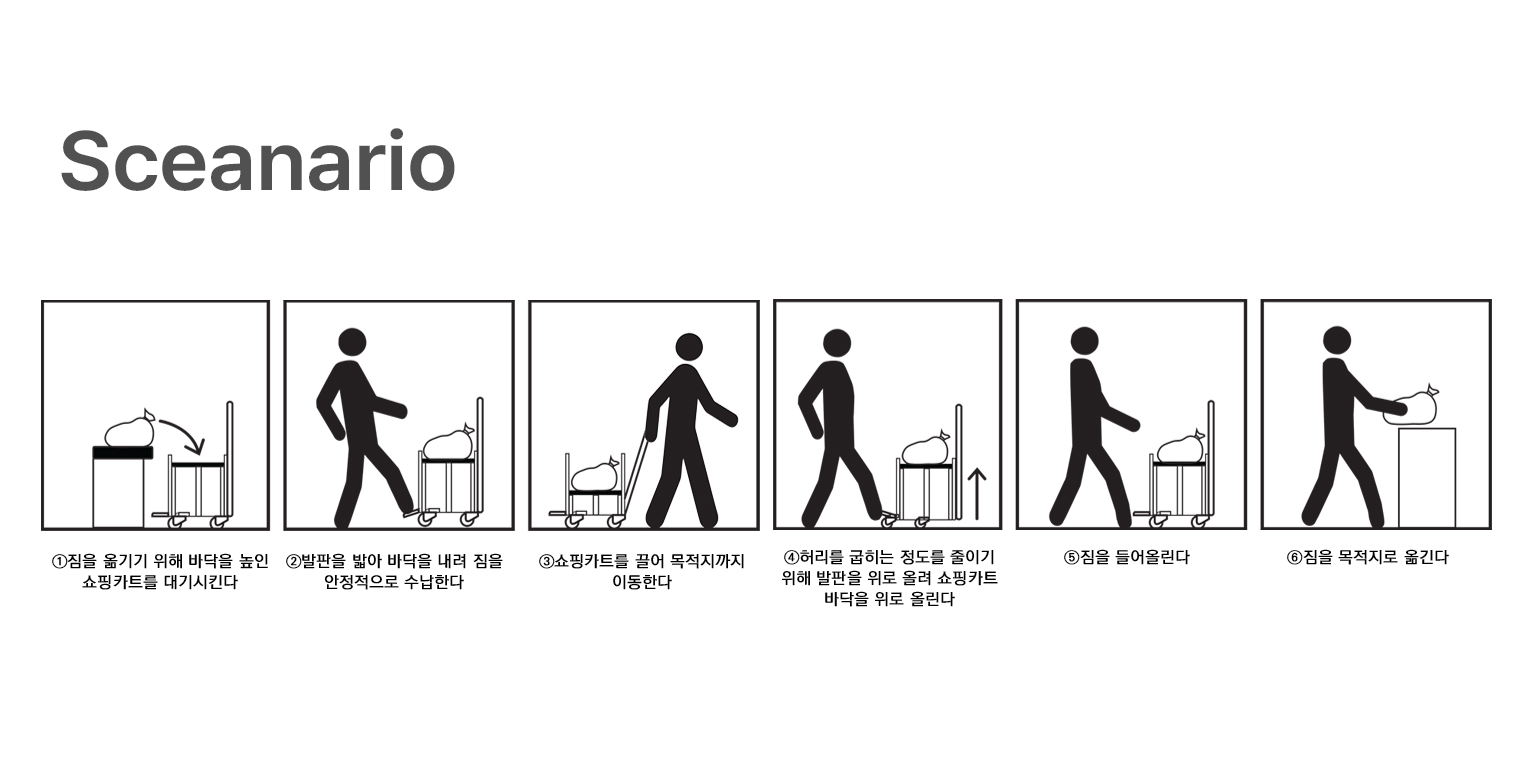 Sceanario
①짐을 옮기기 위해 바닥을 높인
쇼핑카트를 대기시킨다
②발판을 밟아 바닥을 내려 짐을
안정적으로 수납한다
③쇼핑카트를 끌어 목적지까지
이동한다
④허리를 굽히는 정도를 줄이기
위해 발판을 위로 올려 쇼핑카트
바닥을 위로 올린다
⑤짐을 들어올린다
⑥짐을 목적지로 옮긴다